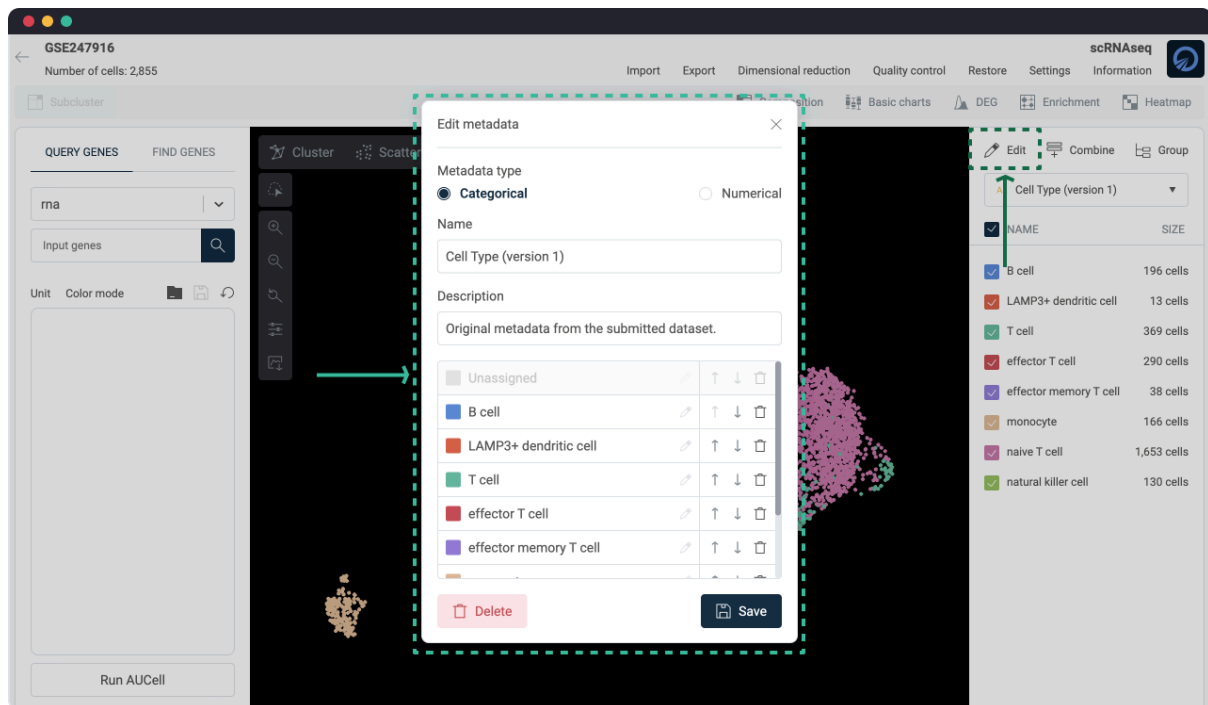 GSE247916
Number of cells: 2,855
scRNAseq
Import Export Dimensional reduction Quality control Restore Settings Information
Subcluster
Basic charts DEG Enrichment Heatmap
QUERY GENES FIND GENES
rna
Input genes
Unit Color mode
Run AUCell
Cluster
Edit metadata
Metadata type
Categorical Numerical
Name
Cell Type (version 1)
Description
Original metadata from the submitted dataset.
Unassigned
B cell
LAMP3+ dendritic cell
T cell
effector T cell
effector memory T cell
Delete Save
Edit Combine Group
Cell Type (version 1)
NAME SIZE
B cell 196 cells
LAMP3+ dendritic cell 13 cells
T cell 369 cells
effector T cell 290 cells
effector memory T cell 38 cells
monocyte 166 cells
naive T cell 1,653 cells
natural killer cell 130 cells